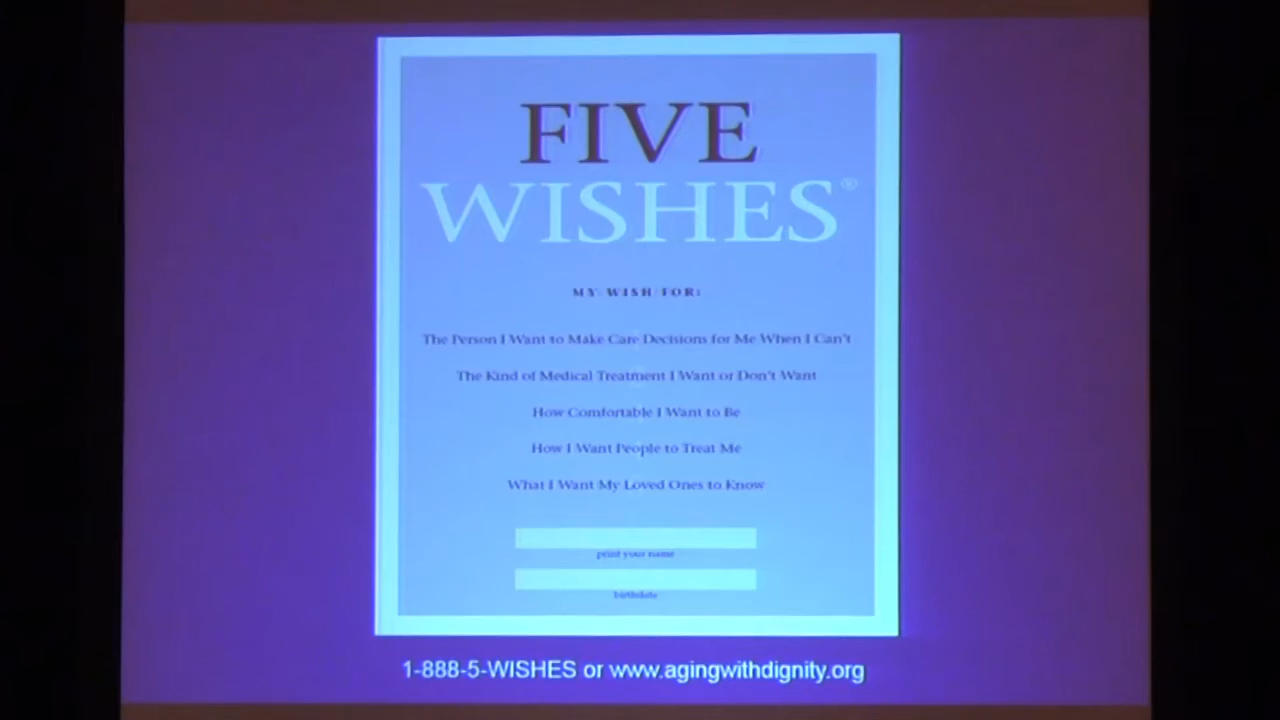 FIVE
WISHES®
MY WISH FOR:
The Person I Want to Make Care Decisions for Me When I Can't
The Kind of Medical Treatment I Want or Don't Want
How Comfortable I Want to Be
How I Want People to Treat Me
What I Want My Loved Ones to Know
print your name
birthdate
1-888-5-WISHES or www.agingwithdignity.org